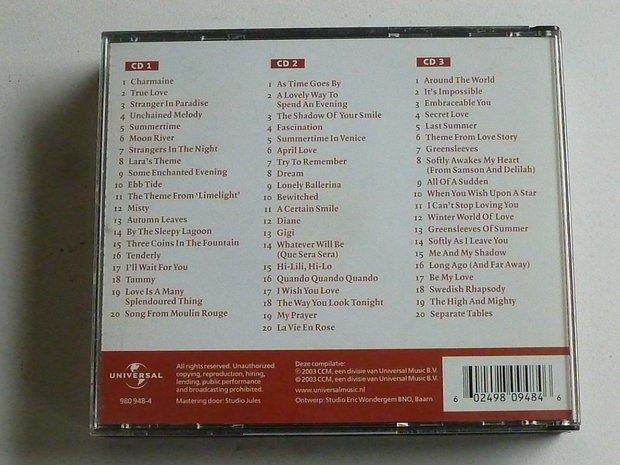 CD 1
1 Charmaine
2 True Love
3 Stranger In Paradise
4 Unchained Melody
5 Summertime
6 Moon River
7 Strangers In The Night
8 Lara's Theme
9 Some Enchanted Evening
10 Ebb Tide
11 The Theme From 'Limelight'
12 Misty
13 Autumn Leaves
14 By The Sleepy Lagoon
15 Three Coins In The Fountain
16 Tenderly
17 I'll Wait For You
18 Tammy
19 Love Is A Many
Splendoured Thing
20 Song From Moulin Rouge
CD 2
1 As Time Goes By
2 A Lovely Way To
Spend An Evening
3 The Shadow Of Your Smile
4 Fascination
5 Summertime In Venice
6 April Love
7 Try To Remember
8 Dream
9 Lonely Ballerina
10 Bewitched
11 A Certain Smile
12 Diane
13 Gigi
14 Whatever Will Be
(Que Sera Sera)
15 Hi-Lili, Hi-Lo
16 Quando Quando Quando
17 I Wish You Love
18 The Way You Look Tonight
19 My Prayer
20 La Vie En Rose
CD 3
1 Around The World
2 It's Impossible
3 Embraceable You
4 Secret Love
5 Last Summer
6 Theme From Love Story
7 Greensleeves
8 Softly Awakes My Heart
(From Samson And Delilah)
9 All Of A Sudden
10 When You Wish Upon A Star
11 I Can't Stop Loving You
12 Winter World Of Love
13 Greensleeves Of Summer
14 Softly As I Leave You
15 Me And My Shadow
16 Long Ago (And Far Away)
17 Be My Love
18 Swedish Rhapsody
19 The High And Mighty
20 Separate Tables
UNIVERSAL
980 948-4
All rights reserved. Unauthorized
copying, reproduction, hiring,
lending, public performance
and broadcasting prohibited.
Mastering door: Studio Jules
Deze compilatie:
℗ 2003 CCM, een divisie van Universal Music B.V.
© 2003 CCM, een divisie van Universal Music B.V.
www.universalmusic.nl
Ontwerp: Studio Eric Wondergem BNO, Baarn
6 02498 09484 6